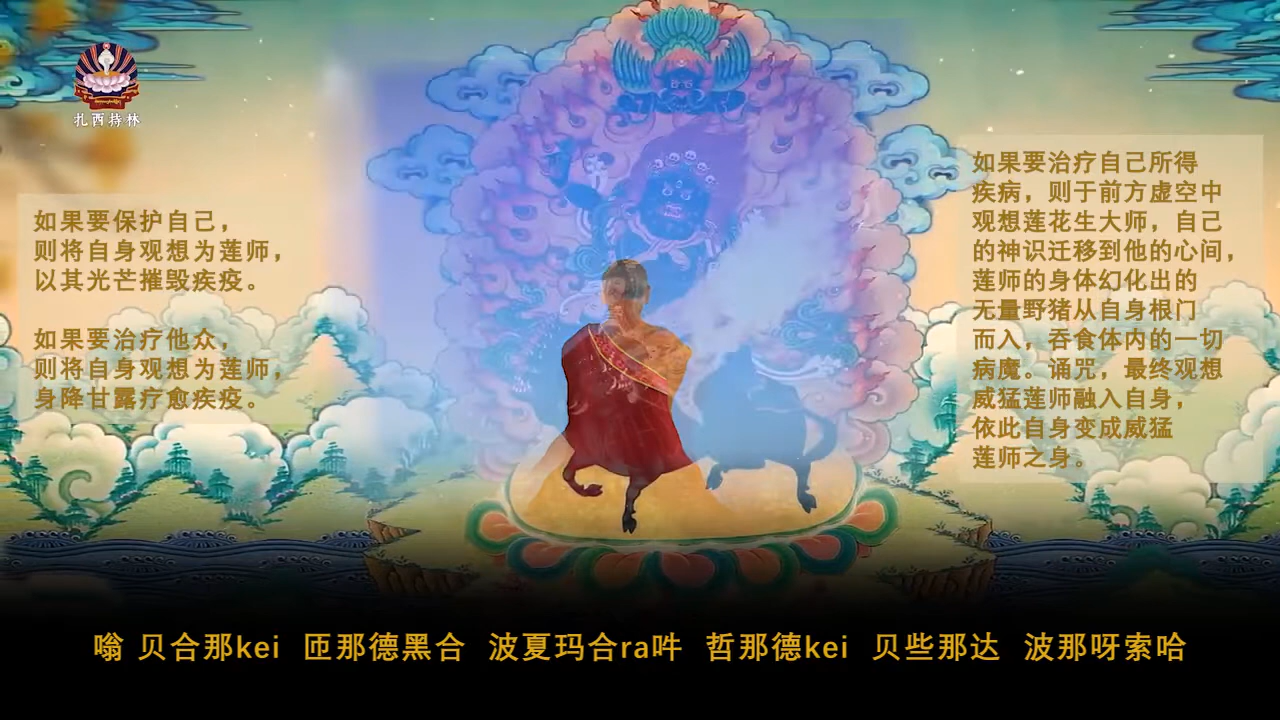 扎西持林
如果要保护自己，
则将自身观想为莲师，
以其光芒摧毁疾疫。
如果要治疗他众，
则将自身观想为莲师，
身降甘露疗愈疾疫。
如果要治疗自己所得
疾病，则于前方虚空中
观想莲花生大师，自己
的神识迁移到他的心间，
莲师的身体幻化出的
无量野猪从自身根门
而入，吞食体内的一切
病魔。诵咒，最终观想
威猛莲师融入自身，
依此自身变成威猛
莲师之身。
嗡 贝合那kei 匝那德黑合 波夏玛合ra吽 哲那德kei 贝些那达 波那呀索哈